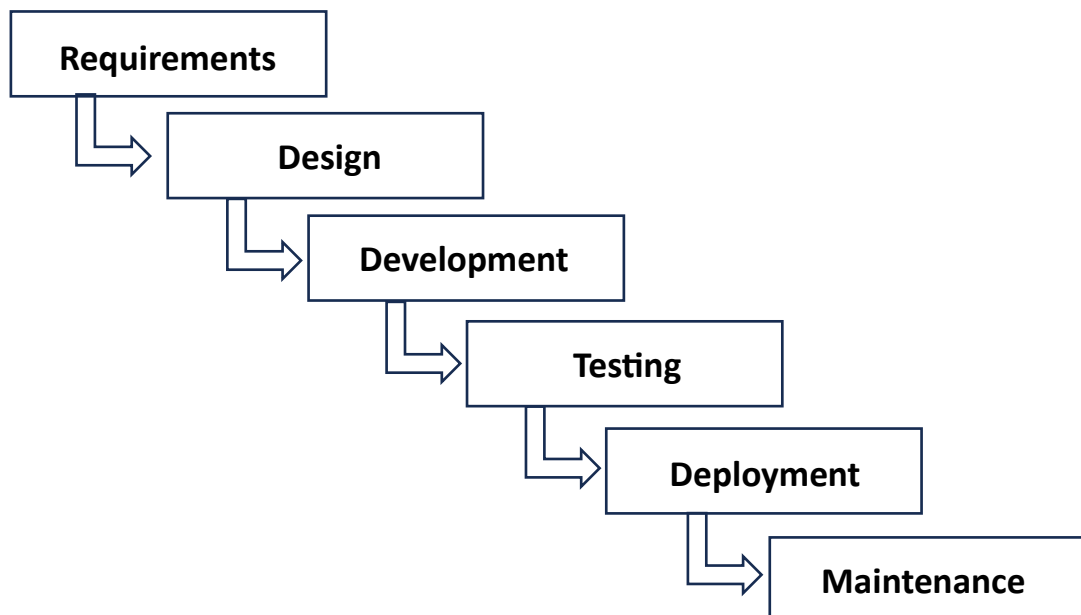 Requirements
Design
Development
Testing
Deployment
Maintenance